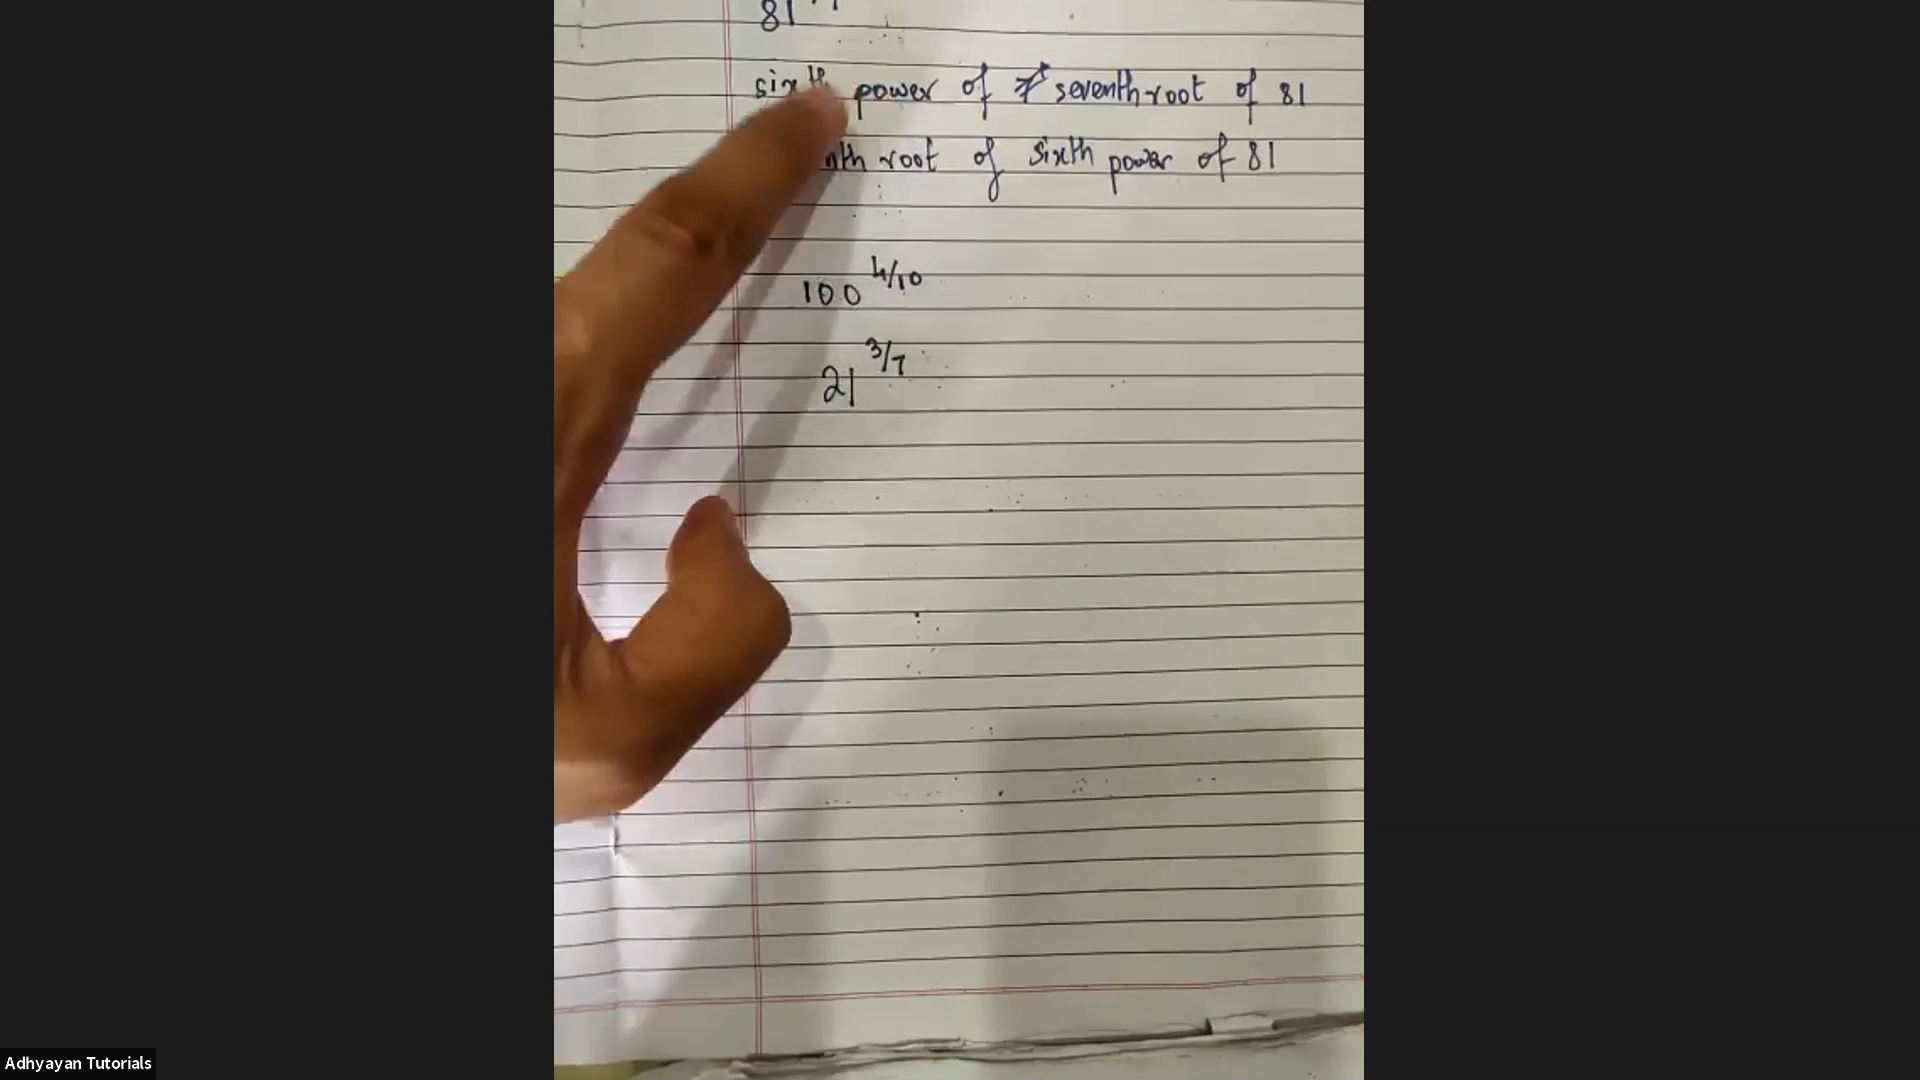 81
sixth power of seventh root of 81
root of sixth power of 81
100^4/10
21^3/7
Adhyayan Tutorials